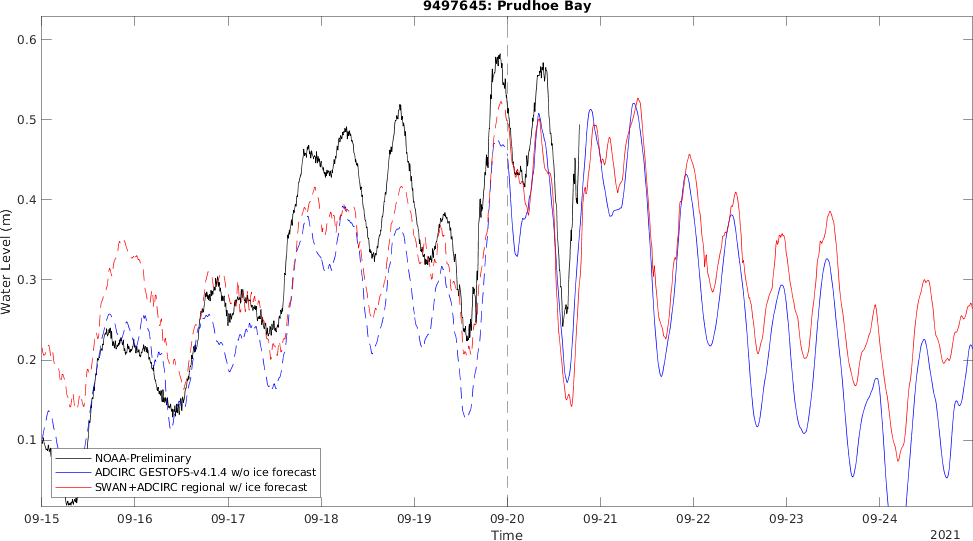 9497645: Prudhoe Bay
Water Level (m)
0.6
0.5
0.4
0.3
0.2
0.1
NOAA-Preliminary
ADCIRC GESTOFS-v4.1.4 w/o ice forecast
SWAN+ADCIRC regional w/ ice forecast
09-15 09-16 09-17 09-18 09-19 09-20 09-21 09-22 09-23 09-24
Time
2021